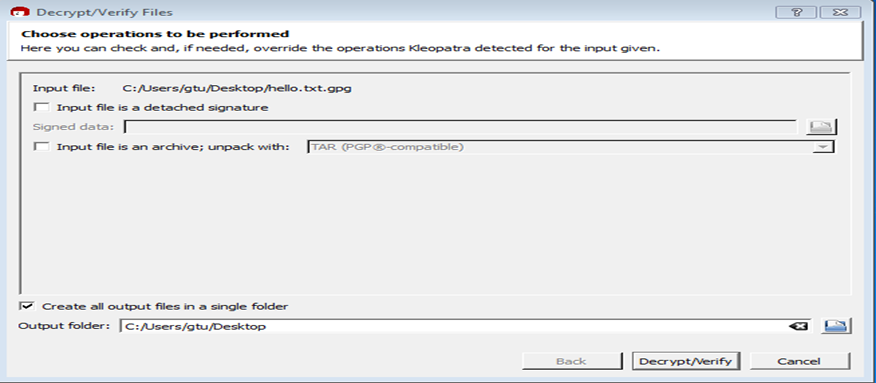 Decrypt/Verify Files
Choose operations to be performed
Here you can check and, if needed, override the operations Kleopatra detected for the input given.
Input file: C:/Users/gtu/Desktop/hello.txt.gpg
Input file is a detached signature
Signed data:
Input file is an archive; unpack with: TAR (PGP®-compatible)
Create all output files in a single folder
Output folder: C:/Users/gtu/Desktop
Back Decrypt/Verify Cancel